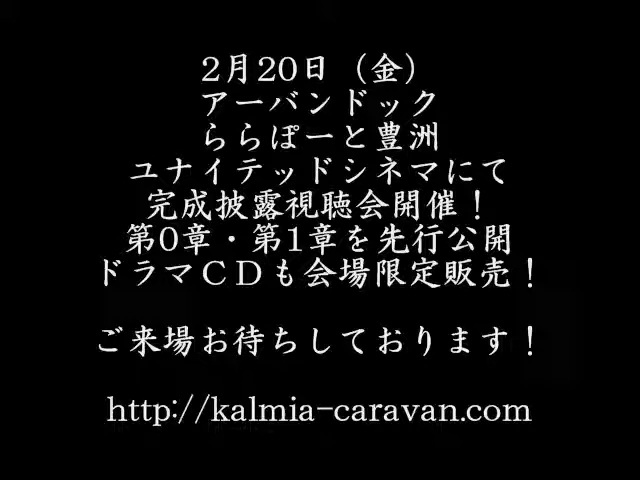 2月20日（金）
アーバンドック
ららぽーと豊洲
ユナイテッドシネマにて
完成披露視聴会開催！
第0章・第1章を先行公開
ドラマＣＤも会場限定販売！
ご来場お待ちしております！
http://kalmia-caravan.com